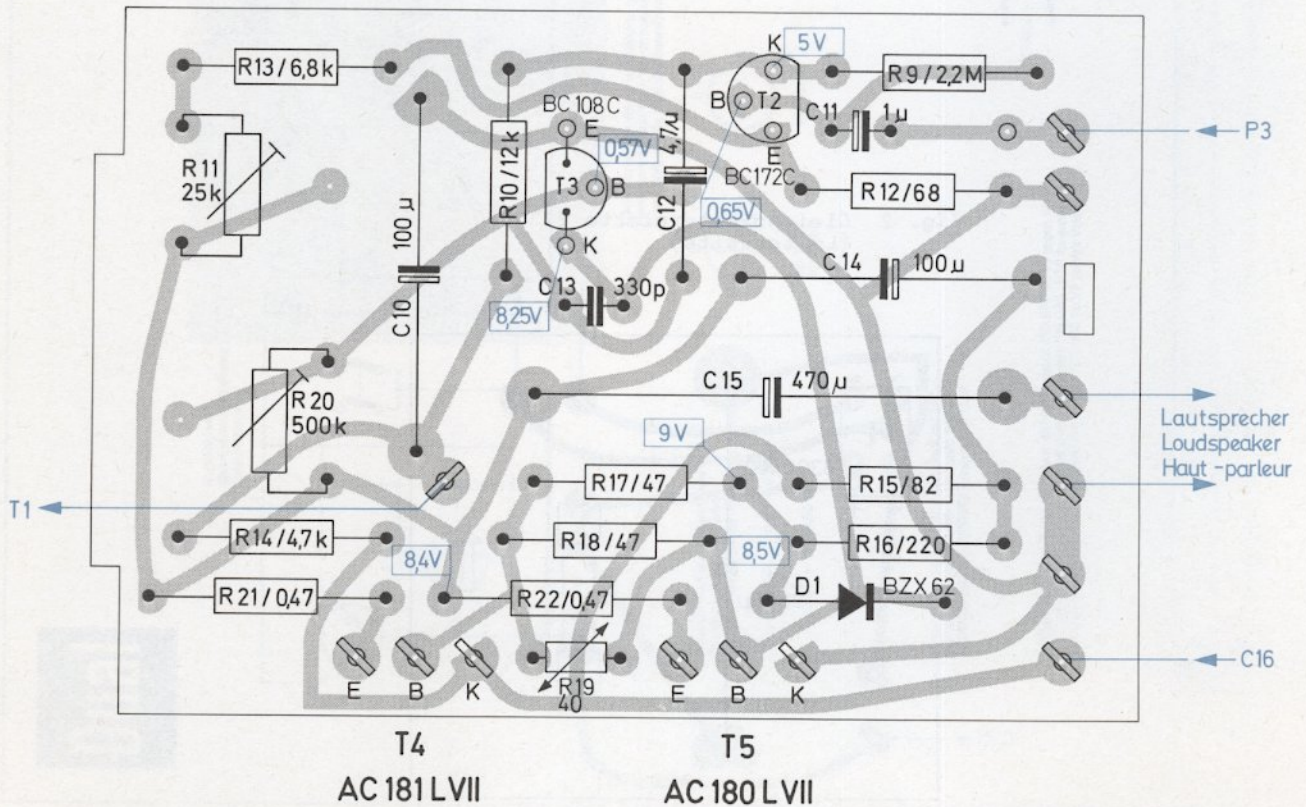 R13/6,8k
K
5V
R9/2,2M
B
T2
C11
1µ
E
BC172C
P3
BC108C
E
0,57V
T3
B
K
R11
25k
R10/12k
4,7µ
C12
0,65V
R12/68
100µ
C10
C13
330p
8,25V
C14
100µ
R20
500k
C15
470µ
9V
Lautsprecher
Loudspeaker
Haut-parleur
T1
R17/47
R15/82
R14/4,7k
8,4V
R18/47
8,5V
R16/220
R21/0,47
R22/0,47
D1
BZX62
E
B
K
R19
40
E
B
K
C16
T4
T5
AC 181 LVII
AC 180 LVII